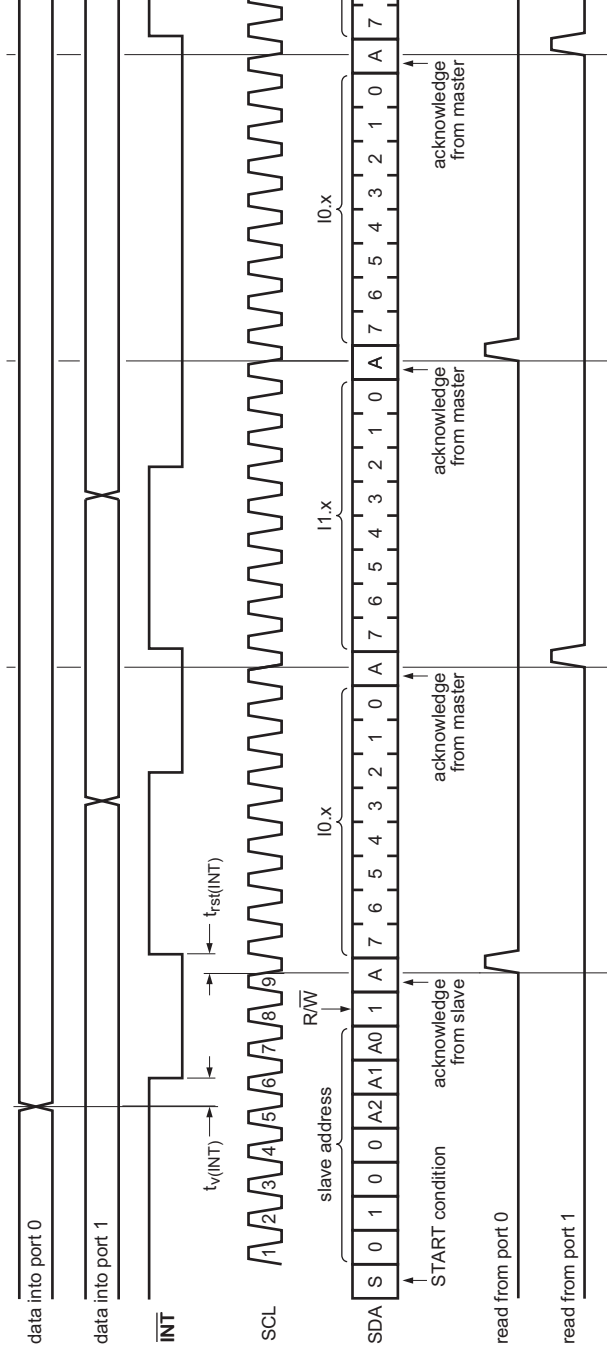 data into port 0
data into port 1
INT
t_v(INT)
t_rst(INT)
SCL
1 2 3 4 5 6 7 8 9
R/W
slave address
I0.x
I1.x
I0.x
SDA
S 0 1 0 0 A2 A1 A0 1 A 7 6 5 4 3 2 1 0 A 7 6 5 4 3 2 1 0 A 7 6 5 4 3 2 1 0 A 7
START condition
acknowledge
from slave
acknowledge
from master
acknowledge
from master
acknowledge
from master
read from port 0
read from port 1